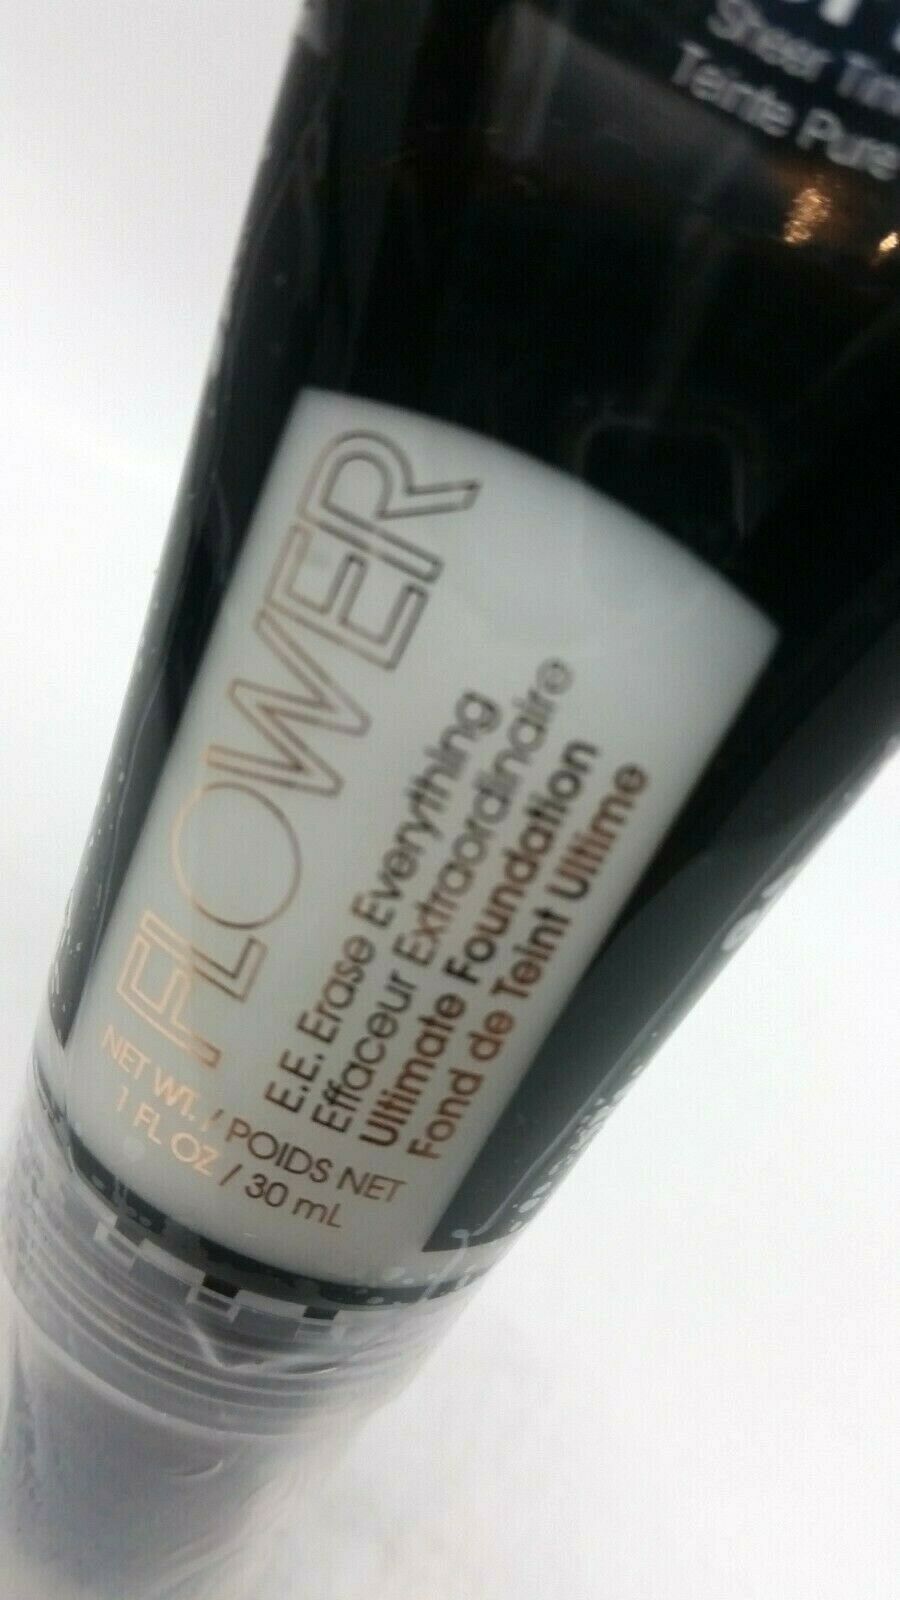 Sheer
Teinte Pure
FLOWER
E.E. Erase Everything
Effaceur Extraordinaire
Ultimate Foundation
Fond de Teint Ultime
NET WT. / POIDS NET
1 FL OZ / 30 mL